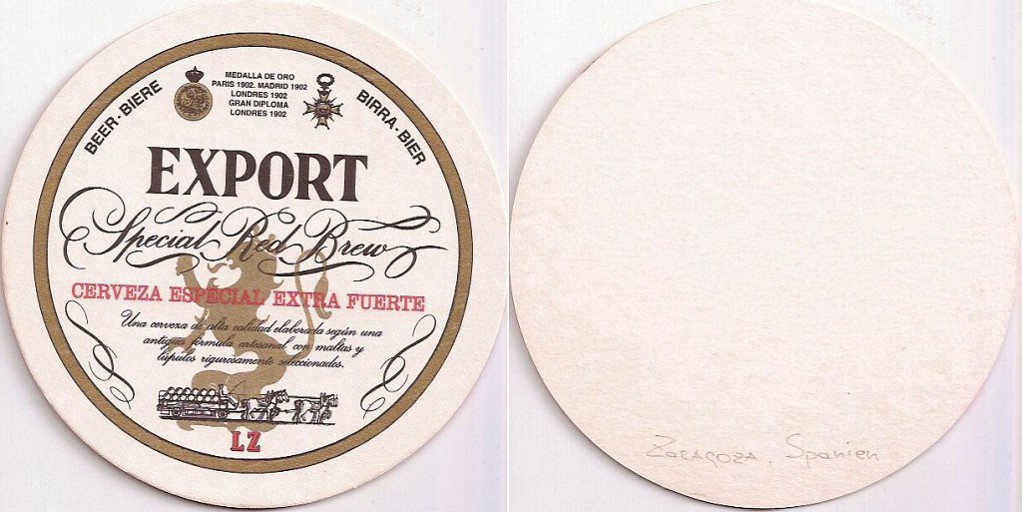 MEDALLA DE ORO
PARIS 1902. MADRID 1902
LONDRES 1902
GRAN DIPLOMA
LONDRES 1902
BEER-BIERE
BIRRA-BIER
EXPORT
Special Red Brew
CERVEZA ESPECIAL EXTRA FUERTE
Una cerveza de alta calidad elaborada según una
antigua fórmula artesanal con maltas y
lúpulos rigurosamente seleccionados.
LZ
Zaragoza, Spanien